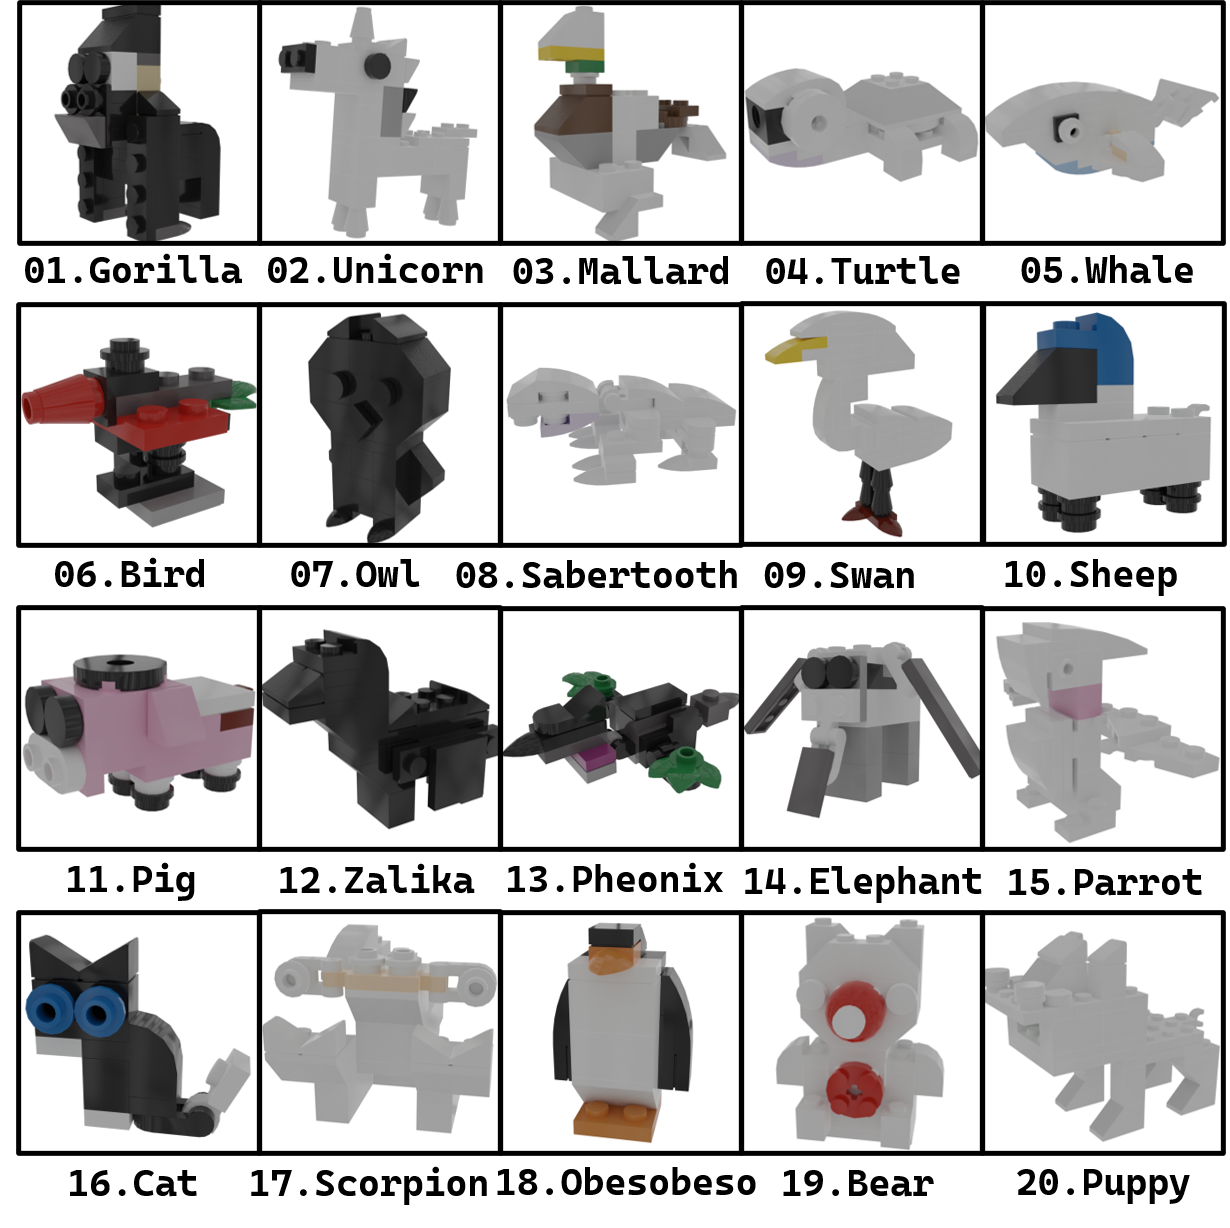 01.Gorilla 02.Unicorn 03.Mallard 04.Turtle 05.Whale
06.Bird 07.Owl 08.Sabertooth 09.Swan 10.Sheep
11.Pig 12.Zalika 13.Pheonix 14.Elephant 15.Parrot
16.Cat 17.Scorpion 18.Obesobeso 19.Bear 20.Puppy